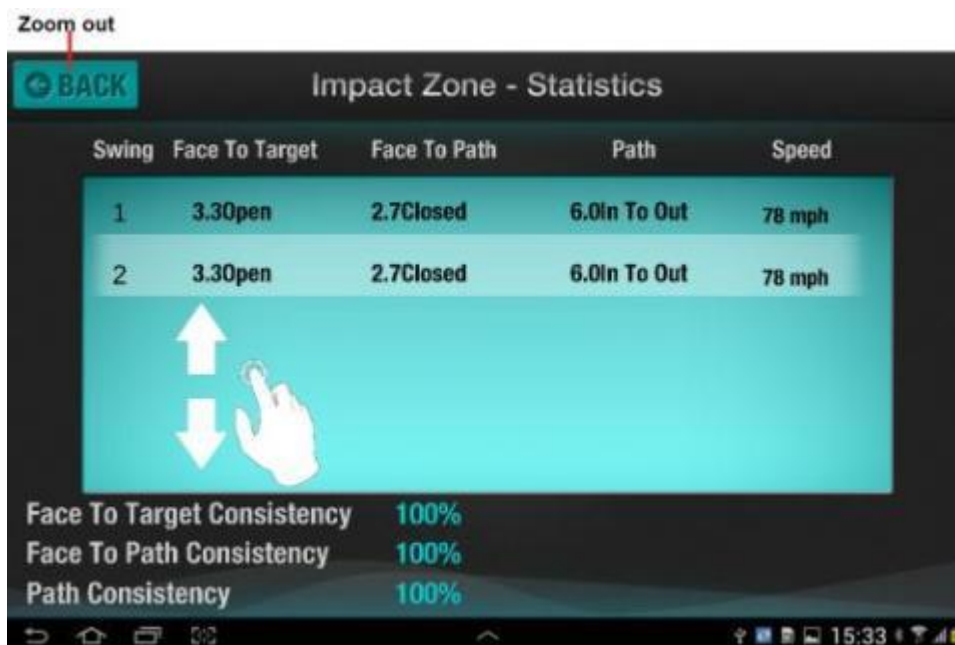 Zoom out
BACK
Impact Zone - Statistics
Swing Face To Target Face To Path Path Speed
1 3.3Open 2.7Closed 6.0In To Out 78 mph
2 3.3Open 2.7Closed 6.0In To Out 78 mph
Face To Target Consistency 100%
Face To Path Consistency 100%
Path Consistency 100%
15:33